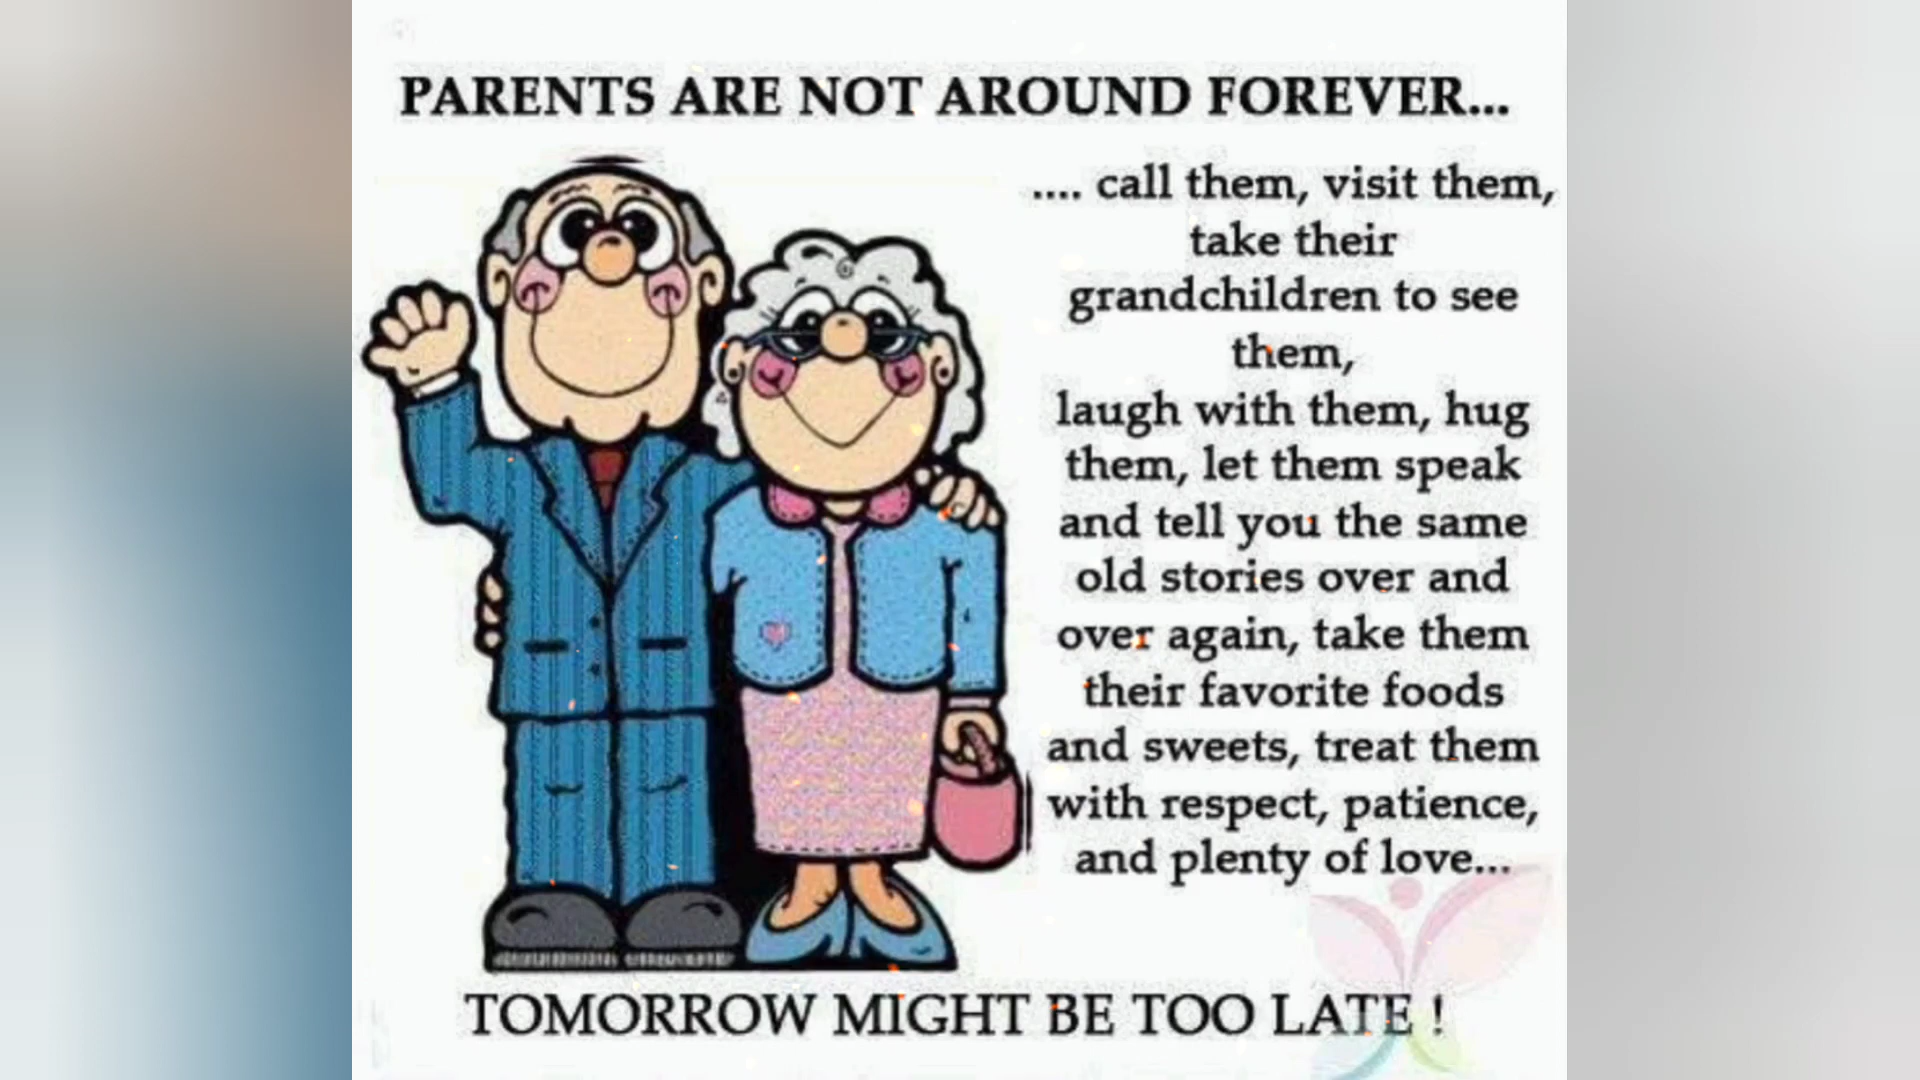 PARENTS ARE NOT AROUND FOREVER...
.... call them, visit them,
take their
grandchildren to see
them,
laugh with them, hug
them, let them speak
and tell you the same
old stories over and
over again, take them
their favorite foods
and sweets, treat them
with respect, patience,
and plenty of love...
TOMORROW MIGHT BE TOO LATE !